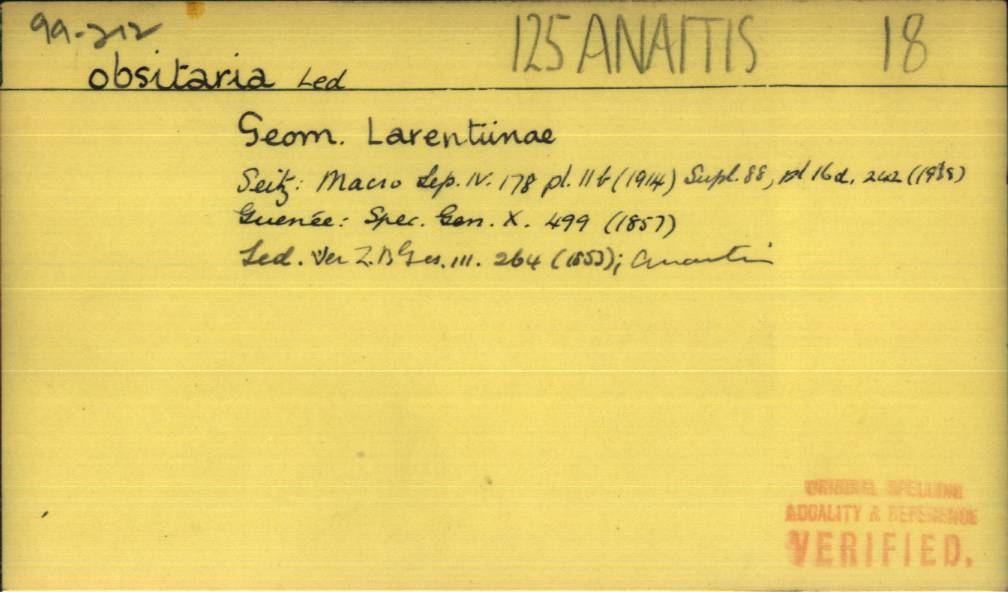 99-212
125 ANAITIS 18
obsitaria Led
Geom. Larentiinae
Seitz: Macro Lep. IV. 178 pl. 11b (1914) Supl. 88, pl 16d, 242 (1938)
Guenée: Spec. Gen. X. 499 (1857)
Led. Ver Z. B Ges. III. 264 (1853);
ORIGINAL SPELLING
LOCALITY & REFERENCE
VERIFIED.